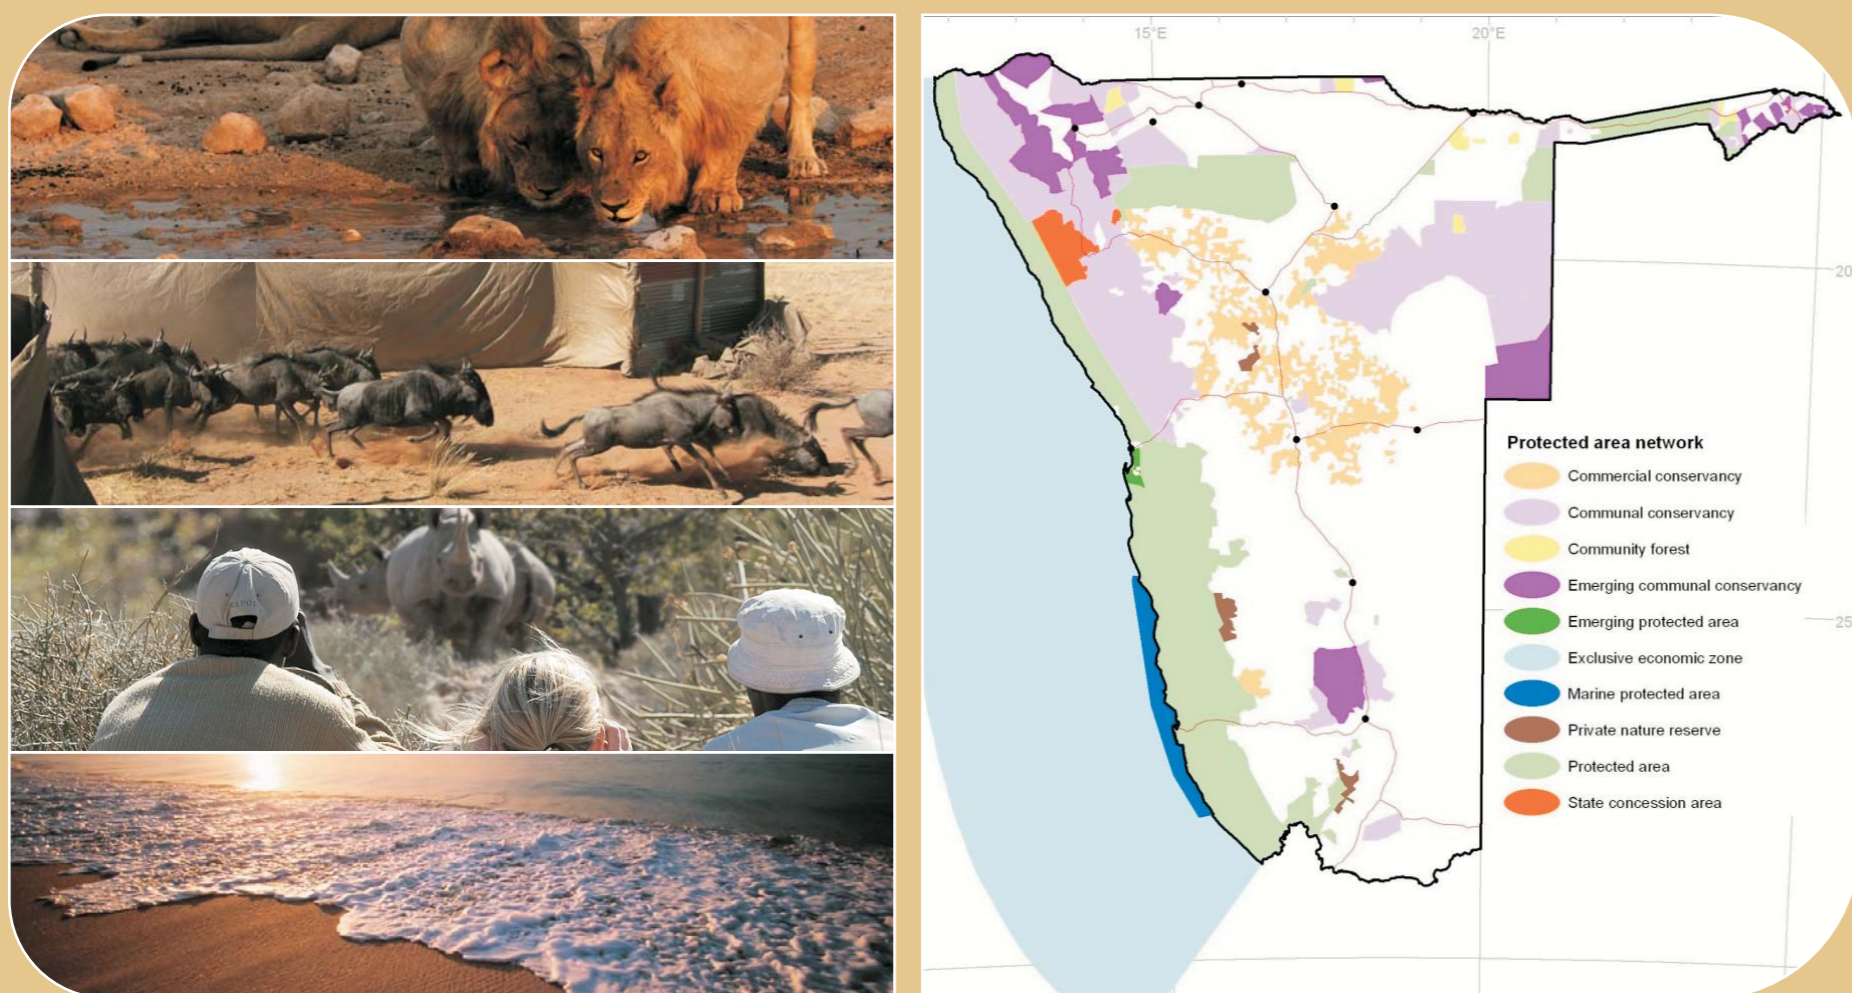 15°E
20°E
20
Protected area network
Commercial conservancy
Communal conservancy
Community forest
Emerging communal conservancy
Emerging protected area
25
Exclusive economic zone
Marine protected area
Private nature reserve
Protected area
State concession area